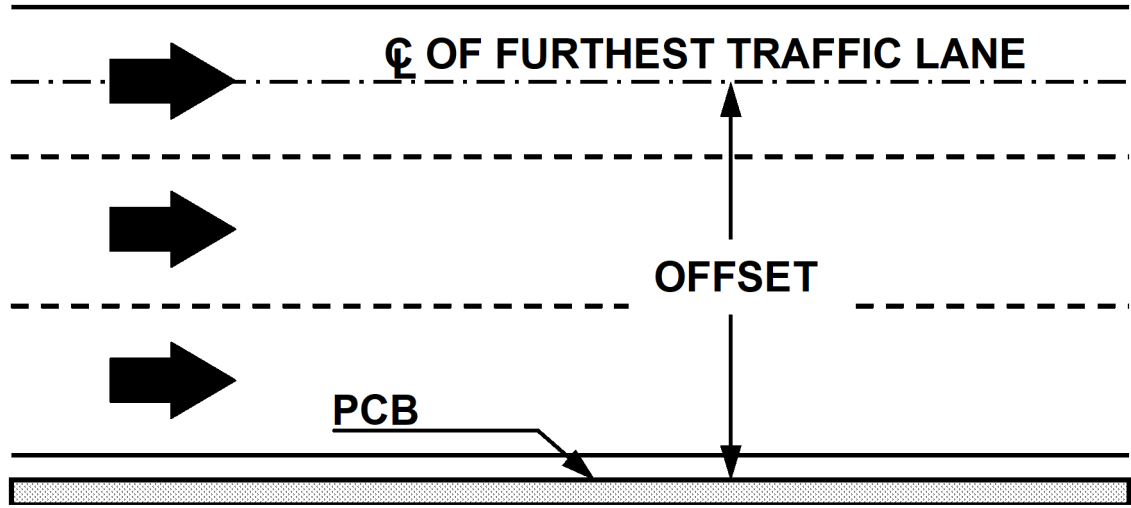 ℄ OF FURTHEST TRAFFIC LANE
OFFSET
PCB